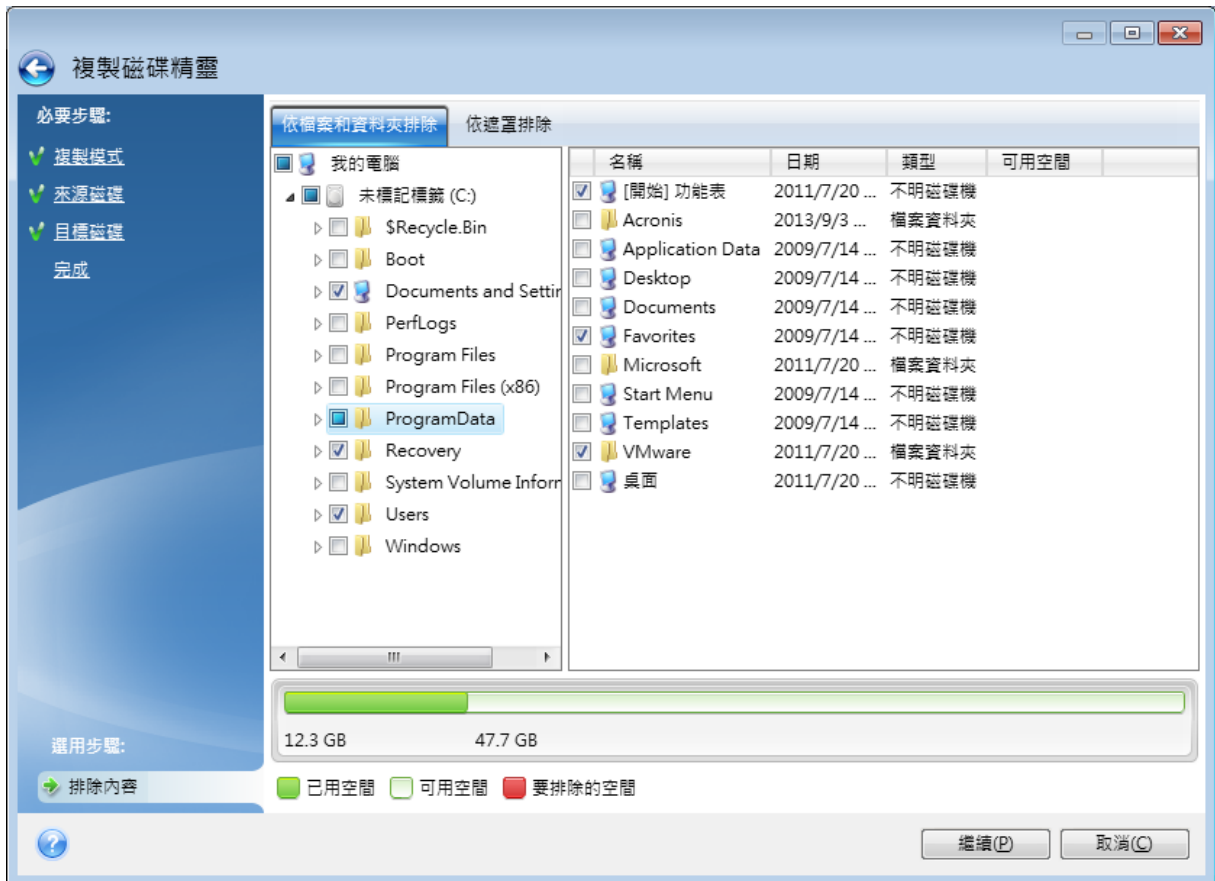 複製磁碟精靈
必要步驟:
複製模式
來源磁碟
目標磁碟
完成
選用步驟:
排除內容
依檔案和資料夾排除 依遮罩排除
我的電腦
未標記標籤 (C:)
$Recycle.Bin
Boot
Documents and Settir
PerfLogs
Program Files
Program Files (x86)
ProgramData
Recovery
System Volume Inforr
Users
Windows
名稱 日期 類型 可用空間
[開始] 功能表 2011/7/20 ... 不明磁碟機
Acronis 2013/9/3 ... 檔案資料夾
Application Data 2009/7/14 ... 不明磁碟機
Desktop 2009/7/14 ... 不明磁碟機
Documents 2009/7/14 ... 不明磁碟機
Favorites 2009/7/14 ... 不明磁碟機
Microsoft 2011/7/20 ... 檔案資料夾
Start Menu 2009/7/14 ... 不明磁碟機
Templates 2009/7/14 ... 不明磁碟機
VMware 2011/7/20 ... 檔案資料夾
桌面 2011/7/20 ... 不明磁碟機
12.3 GB 47.7 GB
已用空間 可用空間 要排除的空間
繼續(P) 取消(C)